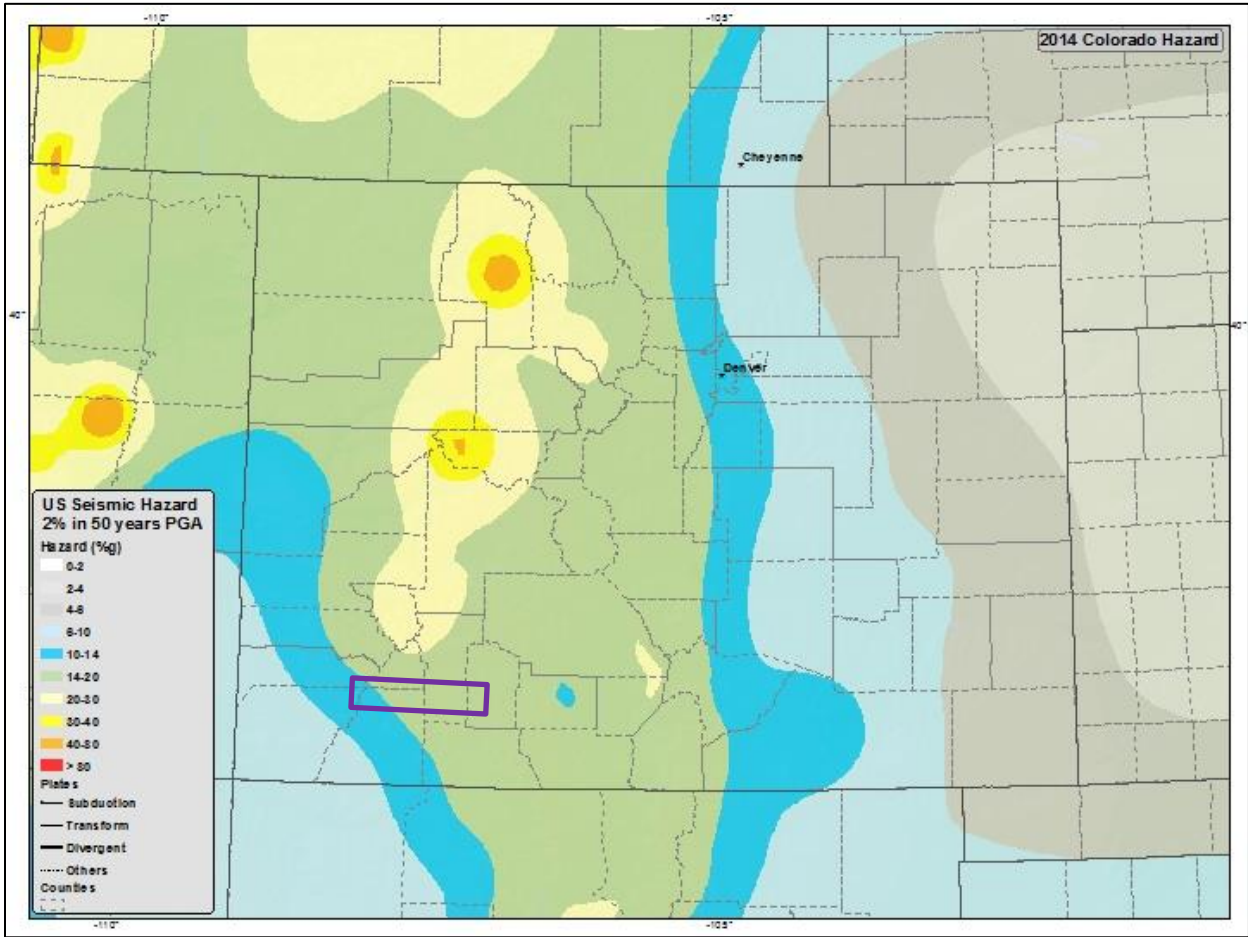 -110°
-105°
2014 Colorado Hazard
Cheyenne
40°
40°
Denver
US Seismic Hazard
2% in 50 years PGA
Hazard (%g)
0-2
2-4
4-6
6-10
10-14
14-20
20-30
30-40
40-80
> 80
Plates
Subduction
Transform
Divergent
Others
Counties
-110°
-105°